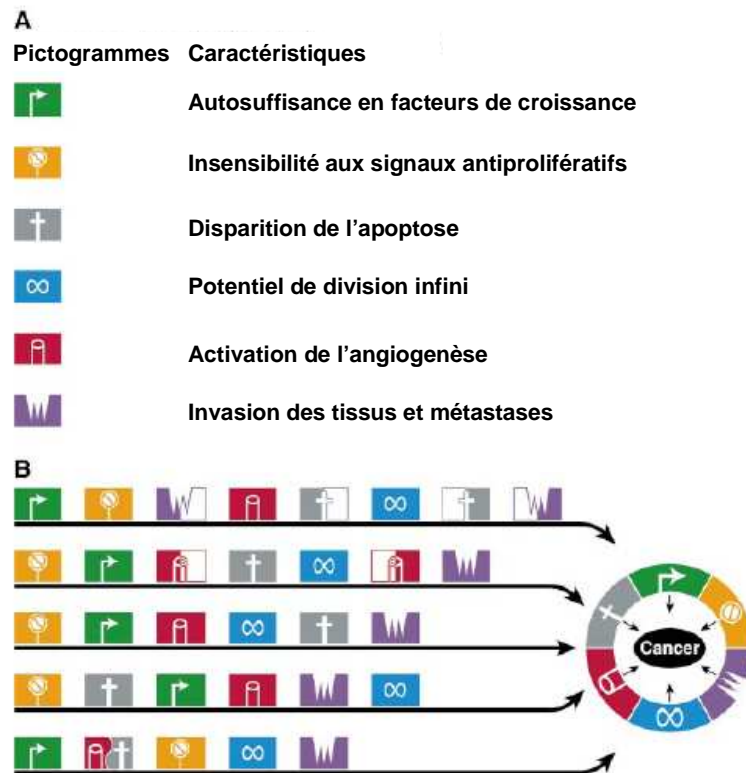 A
Pictogrammes Caractéristiques
Autosuffisance en facteurs de croissance
Insensibilité aux signaux antiprolifératifs
Disparition de l'apoptose
∞ Potentiel de division infini
Activation de l'angiogenèse
Invasion des tissus et métastases
B
Cancer